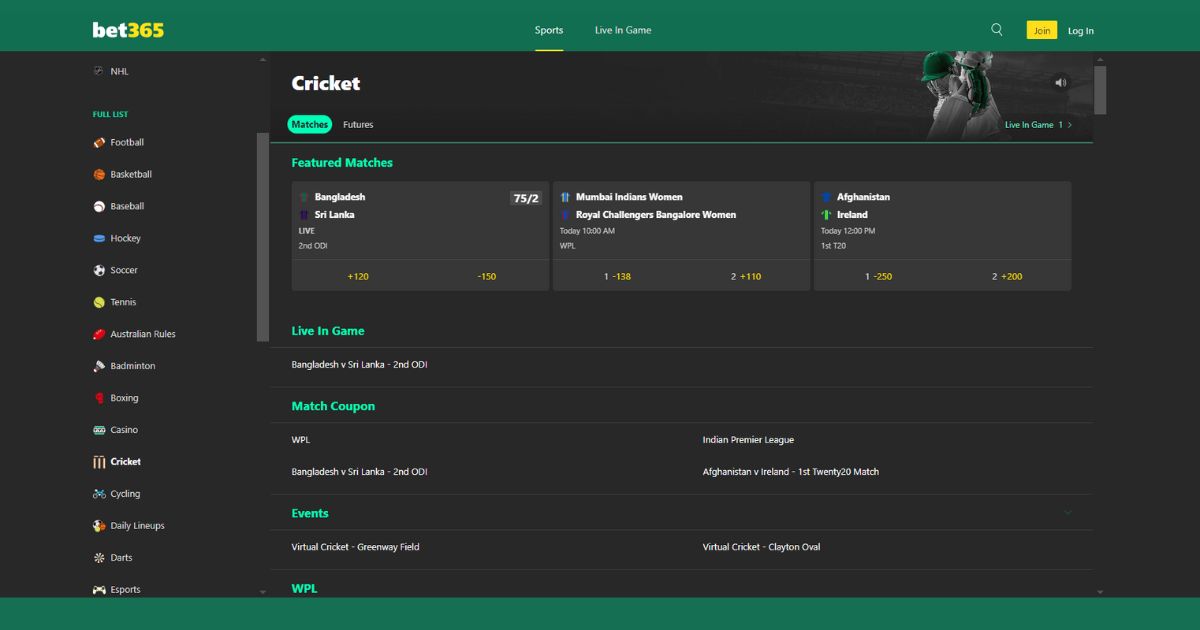 bet365
Sports
Live In Game
Join
Log In
NHL
FULL LIST
Football
Basketball
Baseball
Hockey
Soccer
Tennis
Australian Rules
Badminton
Boxing
Casino
Cricket
Cycling
Daily Lineups
Darts
Esports
Cricket
Matches
Futures
Live In Game 1
Featured Matches
Bangladesh 75/2
Sri Lanka
LIVE
2nd ODI
+120 -150
Mumbai Indians Women
Royal Challengers Bangalore Women
Today 10:00 AM
WPL
1 -138 2 +110
Afghanistan
Ireland
Today 12:00 PM
1st T20
1 -250 2 +200
Live In Game
Bangladesh v Sri Lanka - 2nd ODI
Match Coupon
WPL
Indian Premier League
Bangladesh v Sri Lanka - 2nd ODI
Afghanistan v Ireland - 1st Twenty20 Match
Events
Virtual Cricket - Greenway Field
Virtual Cricket - Clayton Oval
WPL